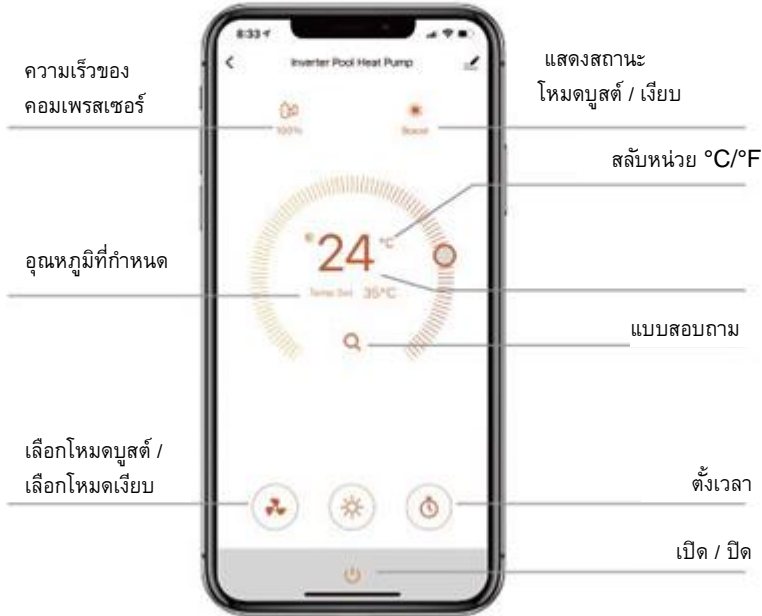 8:33
Inverter Pool Heat Pump
ความเร็วของ
คอมเพรสเซอร์
แสดงสถานะ
โหมดบูสต์ / เงียบ
100%
Boost
สลับหน่วย °C/°F
24 °C
อุณหภูมิที่กำหนด
Temp Set 35°C
แบบสอบถาม
เลือกโหมดบูสต์ /
เลือกโหมดเงียบ
ตั้งเวลา
เปิด / ปิด